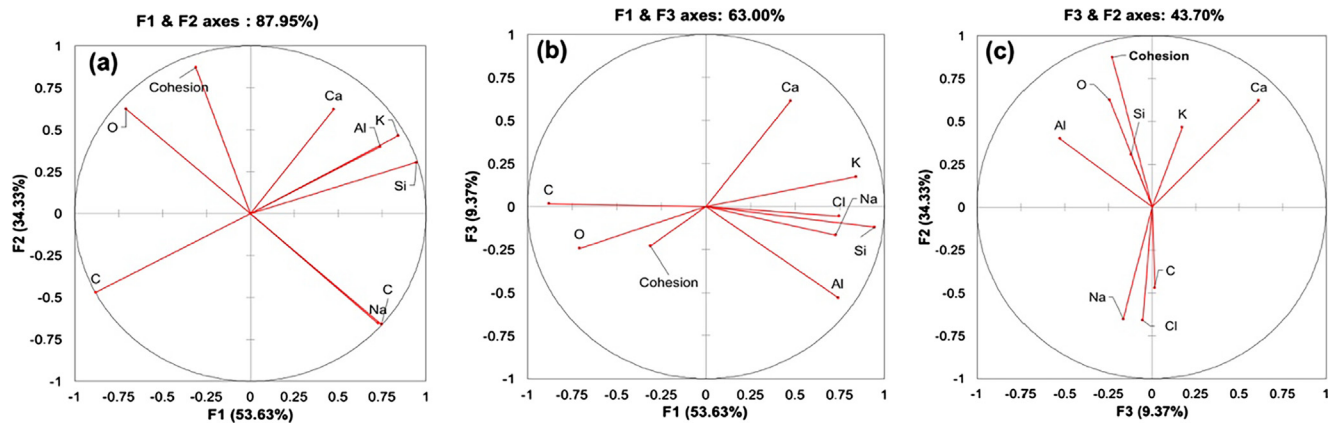 F1 & F2 axes : 87.95%)
(a)
1
0.75
0.5
0.25
0
-0.25
-0.5
-0.75
-1
-1 -0.75 -0.5 -0.25 0 0.25 0.5 0.75 1
F1 (53.63%)
F2 (34.33%)
Cohesion
O
Ca
Al
K
Si
C
Na
C
F1 & F3 axes: 63.00%
(b)
1
0.75
0.5
0.25
0
-0.25
-0.5
-0.75
-1
-1 -0.75 -0.5 -0.25 0 0.25 0.5 0.75 1
F1 (53.63%)
F3 (9.37%)
Ca
K
C
Cl
Na
Si
O
Cohesion
Al
F3 & F2 axes: 43.70%
(c)
1
0.75
0.5
0.25
0
-0.25
-0.5
-0.75
-1
-1 -0.75 -0.5 -0.25 0 0.25 0.5 0.75 1
F3 (9.37%)
F2 (34.33%)
Cohesion
O
Si
K
Ca
Al
C
Na
Cl